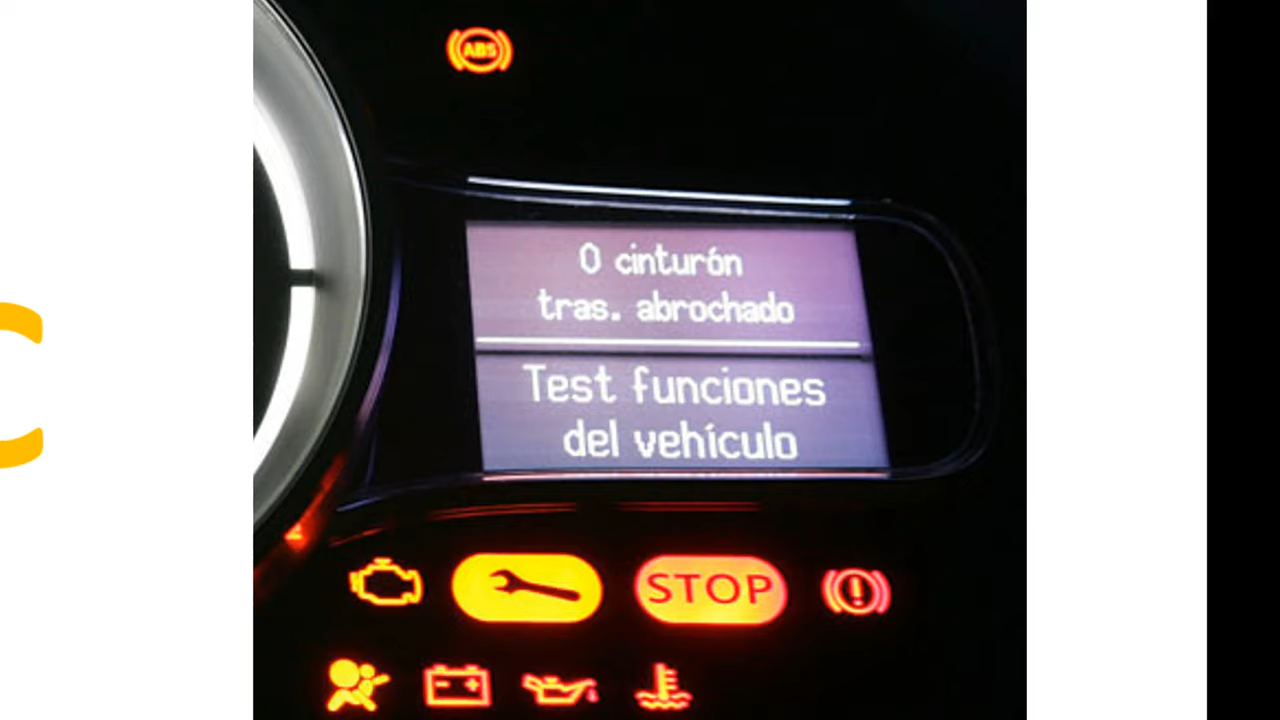 ABS
0 cinturón
tras. abrochado
Test funciones
del vehículo
STOP